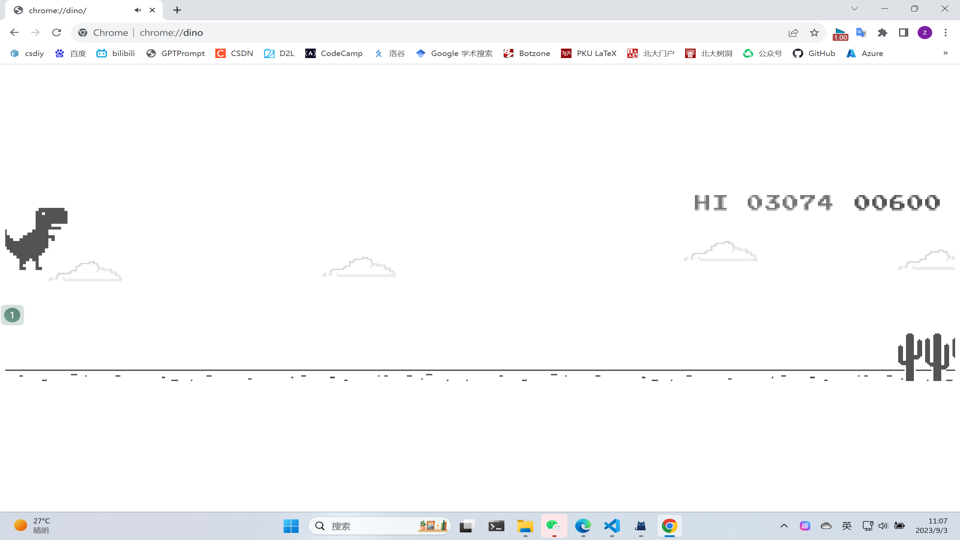 chrome://dino/
Chrome | chrome://dino
1.00
z
csdiy 百度 bilibili GPTPrompt CSDN D2L CodeCamp 洛谷 Google 学术搜索 Botzone PKU LaTeX 北大门户 北大树洞 公众号 GitHub Azure »
HI 03074 00600
1
27°C
晴朗
搜索
英
11:07
2023/9/3